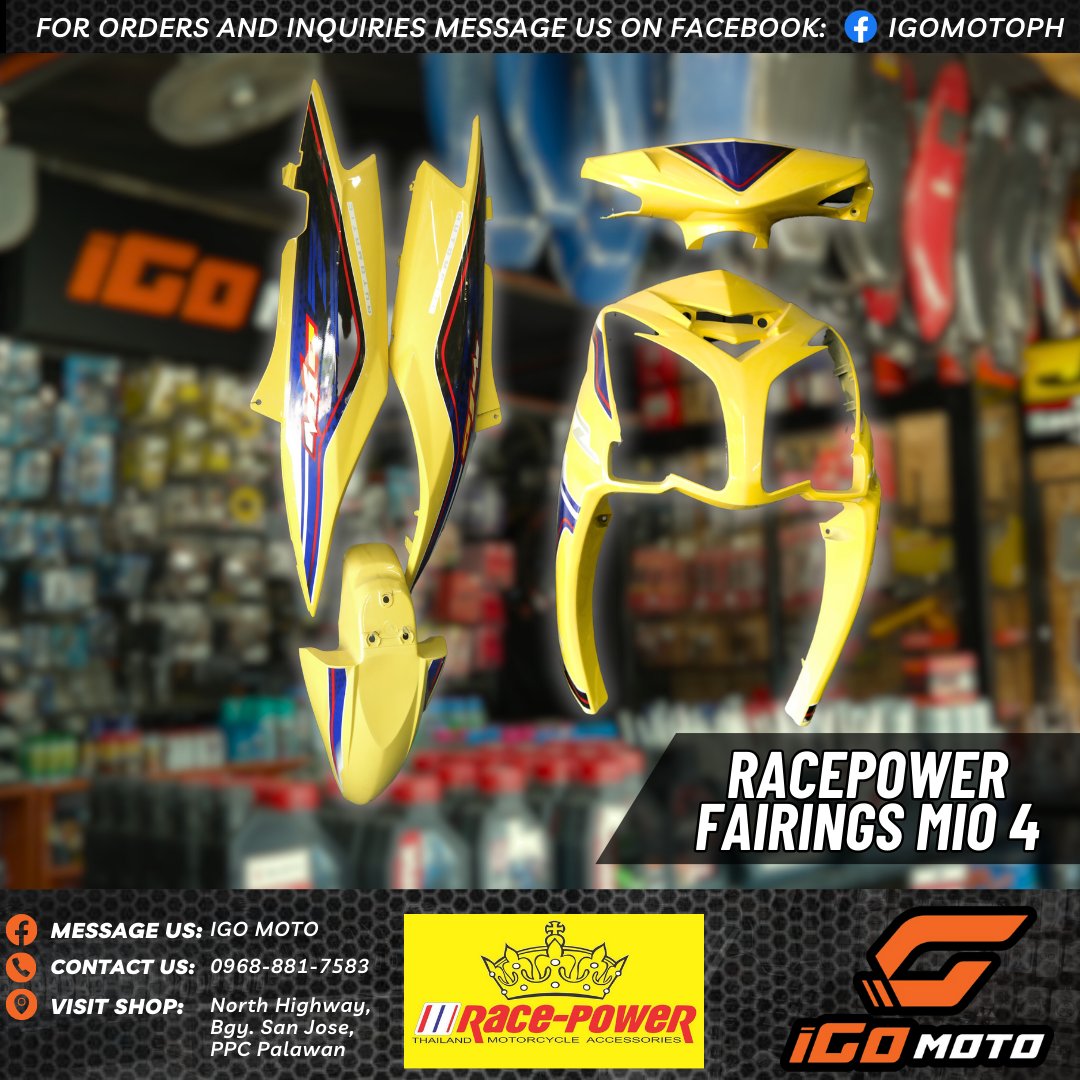 FOR ORDERS AND INQUIRIES MESSAGE US ON FACEBOOK: IGOMOTOPH
iGO
RACEPOWER
FAIRINGS MIO 4
MESSAGE US: IGO MOTO
CONTACT US: 0968-881-7583
VISIT SHOP: North Highway,
Bgy. San Jose,
PPC Palawan
RACE-POWER
THAILAND MOTORCYCLE ACCESSORIES
iGO MOTO